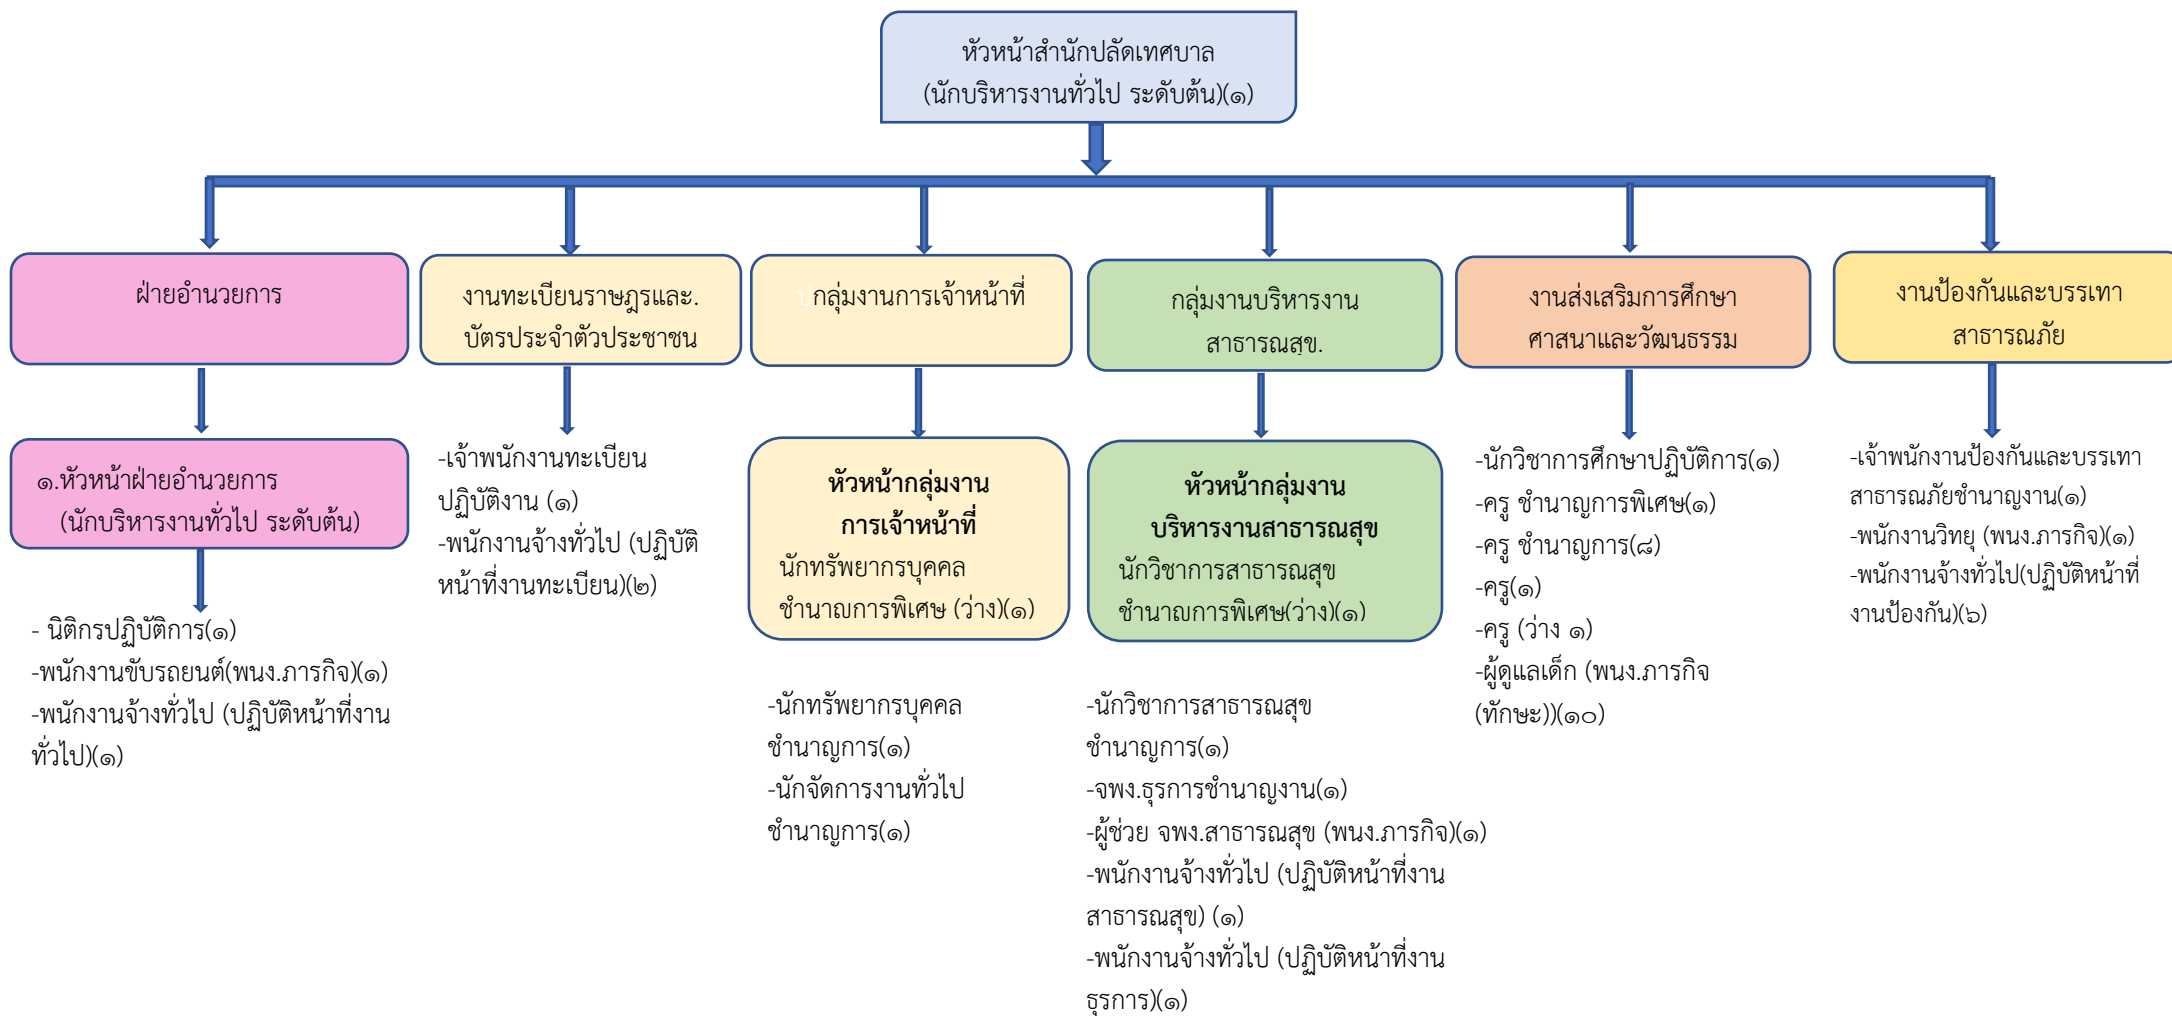 หัวหน้าสำนักปลัดเทศบาล
(นักบริหารงานทั่วไป ระดับต้น)(๑)
ฝ่ายอำนวยการ
งานทะเบียนราษฎรและ.
บัตรประจำตัวประชาชน
ปกลุ่มงานการเจ้าหน้าที่
กลุ่มงานบริหารงาน
สาธารณสุข.
งานส่งเสริมการศึกษา
ศาสนาและวัฒนธรรม
งานป้องกันและบรรเทา
สาธารณภัย
๑.หัวหน้าฝ่ายอำนวยการ
(นักบริหารงานทั่วไป ระดับต้น)
- นิติกรปฏิบัติการ(๑)
-พนักงานขับรถยนต์(พนง.ภารกิจ)(๑)
-พนักงานจ้างทั่วไป (ปฏิบัติหน้าที่งาน
ทั่วไป)(๑)
-เจ้าพนักงานทะเบียน
ปฏิบัติงาน (๑)
-พนักงานจ้างทั่วไป (ปฏิบัติ
หน้าที่งานทะเบียน)(๒)
หัวหน้ากลุ่มงาน
การเจ้าหน้าที่
นักทรัพยากรบุคคล
ชำนาญการพิเศษ (ว่าง)(๑)
-นักทรัพยากรบุคคล
ชำนาญการ(๑)
-นักจัดการงานทั่วไป
ชำนาญการ(๑)
หัวหน้ากลุ่มงาน
บริหารงานสาธารณสุข
นักวิชาการสาธารณสุข
ชำนาญการพิเศษ(ว่าง)(๑)
-นักวิชาการสาธารณสุข
ชำนาญการ(๑)
-จพง.ธุรการชำนาญงาน(๑)
-ผู้ช่วย จพง.สาธารณสุข (พนง.ภารกิจ)(๑)
-พนักงานจ้างทั่วไป (ปฏิบัติหน้าที่งาน
สาธารณสุข) (๑)
-พนักงานจ้างทั่วไป (ปฏิบัติหน้าที่งาน
ธุรการ)(๑)
-นักวิชาการศึกษาปฏิบัติการ(๑)
-ครู ชำนาญการพิเศษ(๑)
-ครู ชำนาญการ(๘)
-ครู(๑)
-ครู (ว่าง ๑)
-ผู้ดูแลเด็ก (พนง.ภารกิจ
(ทักษะ))(๑๐)
-เจ้าพนักงานป้องกันและบรรเทา
สาธารณภัยชำนาญงาน(๑)
-พนักงานวิทยุ (พนง.ภารกิจ)(๑)
-พนักงานจ้างทั่วไป(ปฏิบัติหน้าที่
งานป้องกัน)(๖)